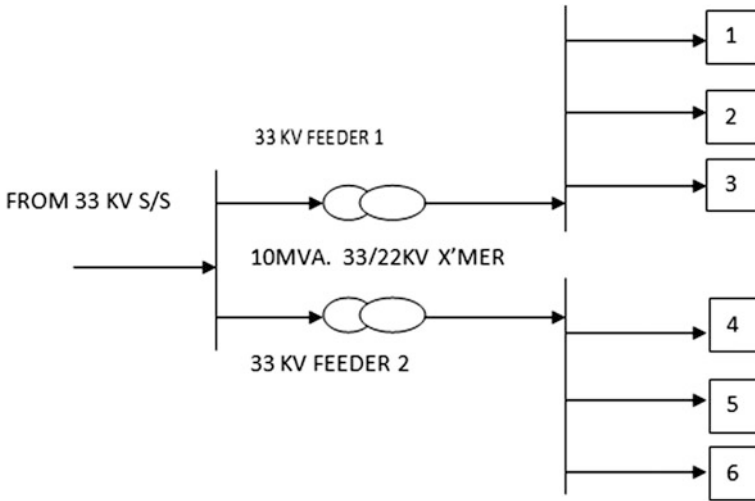 1
2
33 KV FEEDER 1
3
FROM 33 KV S/S
10MVA. 33/22KV X'MER
4
33 KV FEEDER 2
5
6